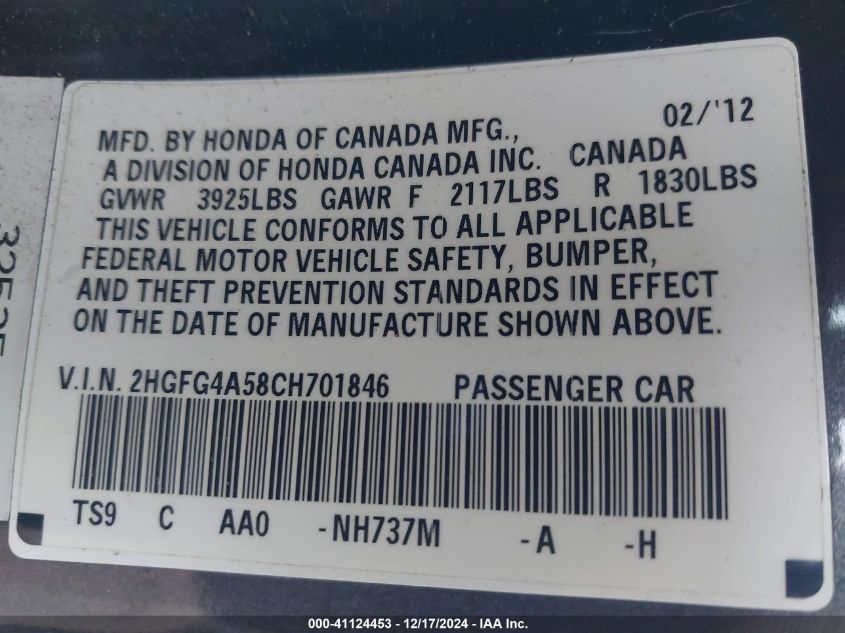 02/'12
MFD. BY HONDA OF CANADA MFG.,
A DIVISION OF HONDA CANADA INC. CANADA
GVWR 3925LBS GAWR F 2117LBS R 1830LBS
THIS VEHICLE CONFORMS TO ALL APPLICABLE
FEDERAL MOTOR VEHICLE SAFETY, BUMPER,
AND THEFT PREVENTION STANDARDS IN EFFECT
ON THE DATE OF MANUFACTURE SHOWN ABOVE.
V.I.N. 2HGFG4A58CH701846 PASSENGER CAR
TS9 C AA0 -NH737M -A -H
000-41124453 – 12/17/2024 - IAA Inc.